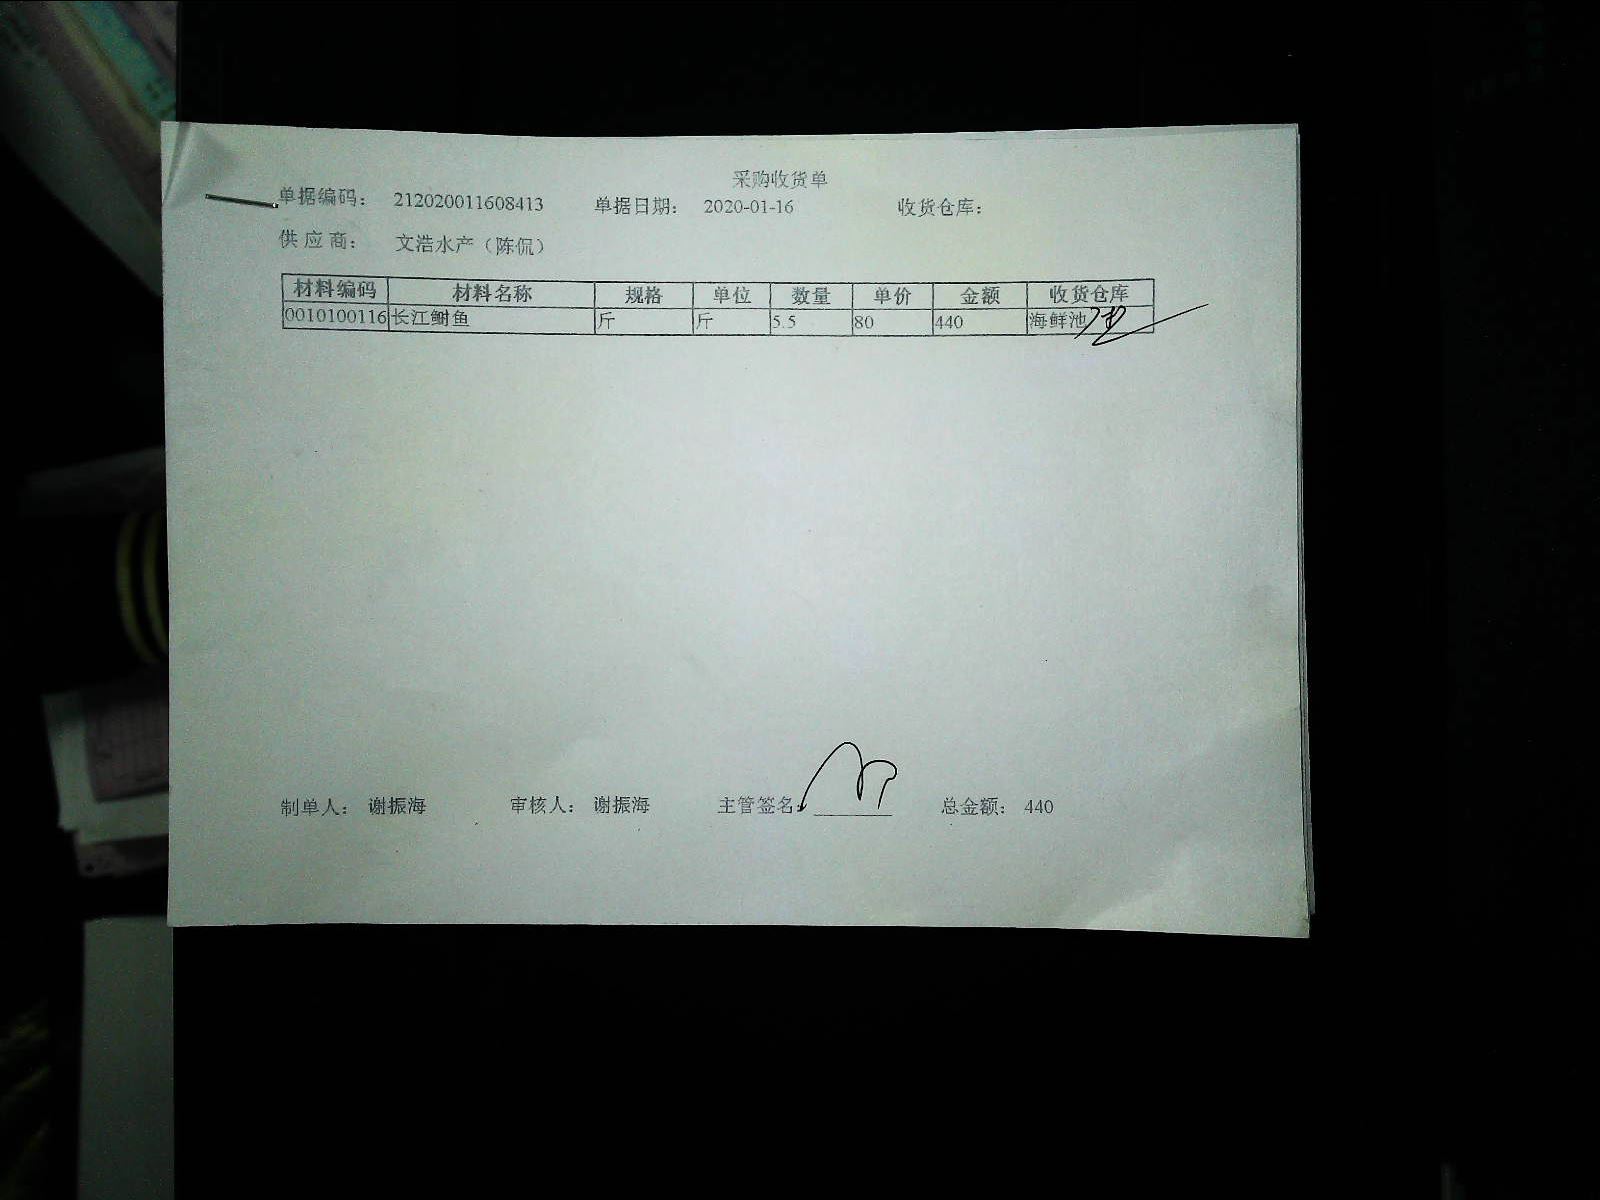 采购收货单
单据编码： 212020011608413 单据日期： 2020-01-16 收货仓库：
供 应 商： 文浩水产（陈侃）
材料编码 材料名称 规格 单位 数量 单价 金额 收货仓库
0010100116 长江鲥鱼 斤 斤 5.5 80 440 海鲜池
制单人： 谢振海 审核人： 谢振海 主管签名： 总金额： 440